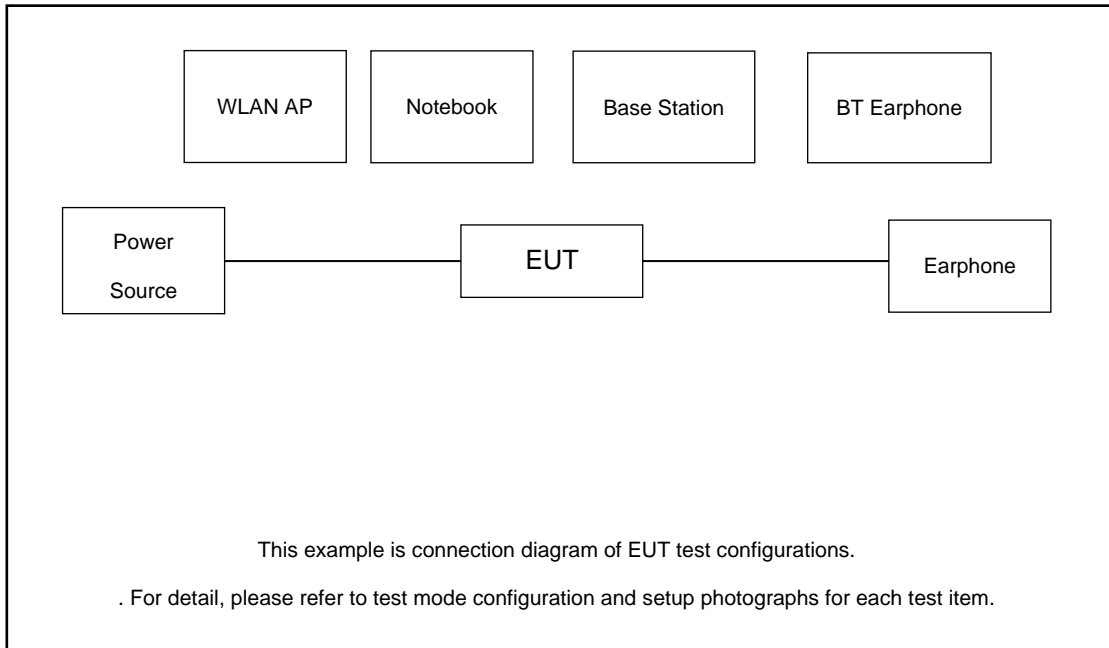 WLAN AP
Notebook
Base Station
BT Earphone
Power
Source
EUT
Earphone
This example is connection diagram of EUT test configurations.
. For detail, please refer to test mode configuration and setup photographs for each test item.